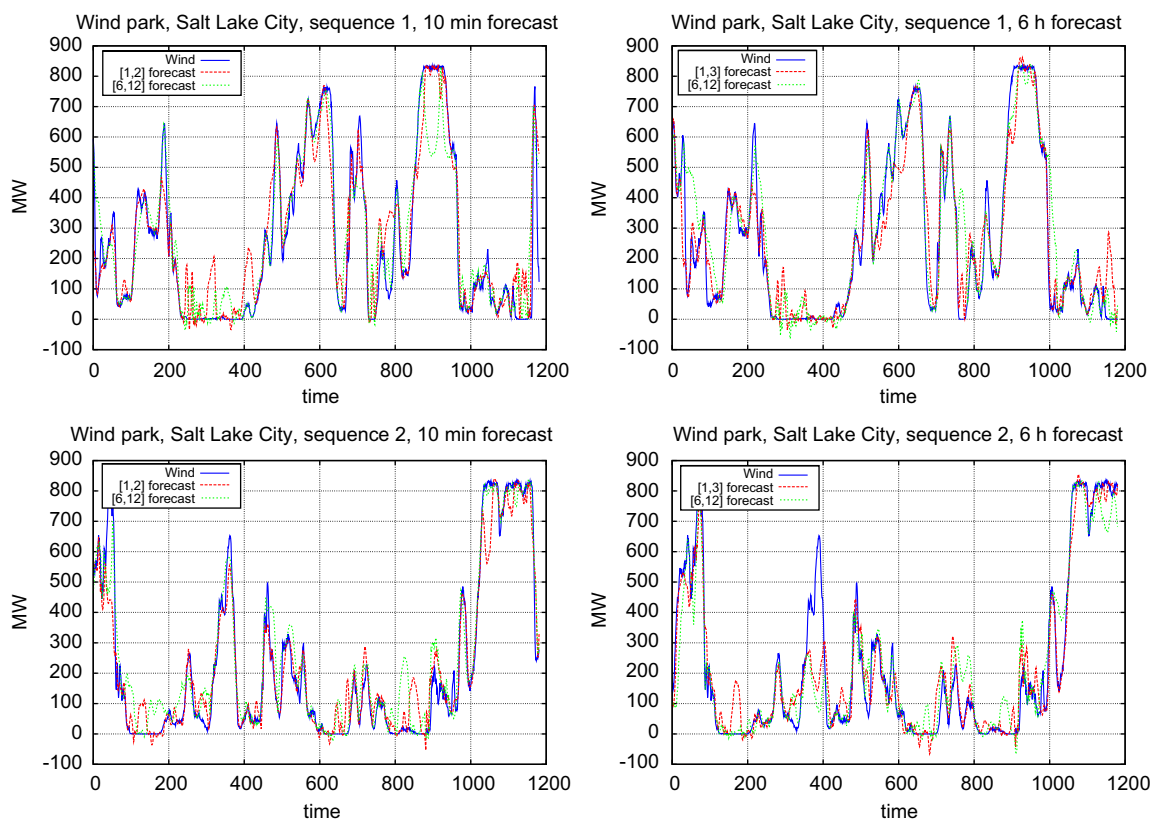 Wind park, Salt Lake City, sequence 1, 10 min forecast
900
800
700
600
500
400
300
200
100
0
-100
MW
Wind
[1,2] forecast
[6,12] forecast
0 200 400 600 800 1000 1200
time
Wind park, Salt Lake City, sequence 1, 6 h forecast
900
800
700
600
500
400
300
200
100
0
-100
MW
Wind
[1,3] forecast
[6,12] forecast
0 200 400 600 800 1000 1200
time
Wind park, Salt Lake City, sequence 2, 10 min forecast
900
800
700
600
500
400
300
200
100
0
-100
MW
Wind
[1,2] forecast
[6,12] forecast
0 200 400 600 800 1000 1200
time
Wind park, Salt Lake City, sequence 2, 6 h forecast
900
800
700
600
500
400
300
200
100
0
-100
MW
Wind
[1,3] forecast
[6,12] forecast
0 200 400 600 800 1000 1200
time